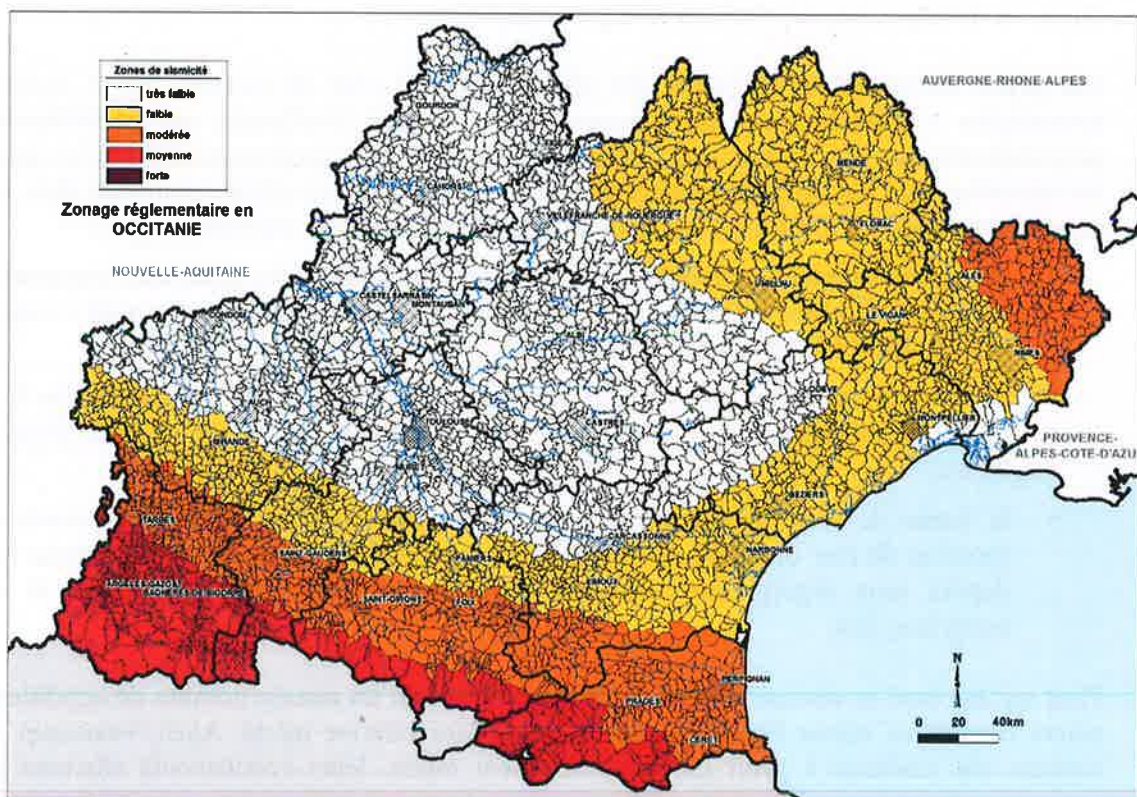 Zones de sismicité
très faible
faible
modérée
moyenne
forte
Zonage réglementaire en
OCCITANIE
AUVERGNE-RHONE-ALPES
NOUVELLE-AQUITAINE
PROVENCE-
ALPES-COTE-D'AZU
GOURDON
CAHORS
VILLEFRANCHE-DE-ROUERGUE
MENDE
FLORAC
ALES
MILLAU
LE VIGAN
NIMES
CASTELSARRASIN
MONTAUBAN
CONDOM
ALBI
LODEVE
MONTPELLIER
AUCH
TOULOUSE
CASTRES
MIRANDE
MURET
BEZIERS
TARBES
SAINT-GAUDENS
PAMIERS
CARCASSONNE
NARBONNE
LIMOUX
ARGELES-GAZOST
BAGNERES-DE-BIGORRE
SAINT-GIRONS
FOIX
PERPIGNAN
PRADES
CERET
N
0 20 40km